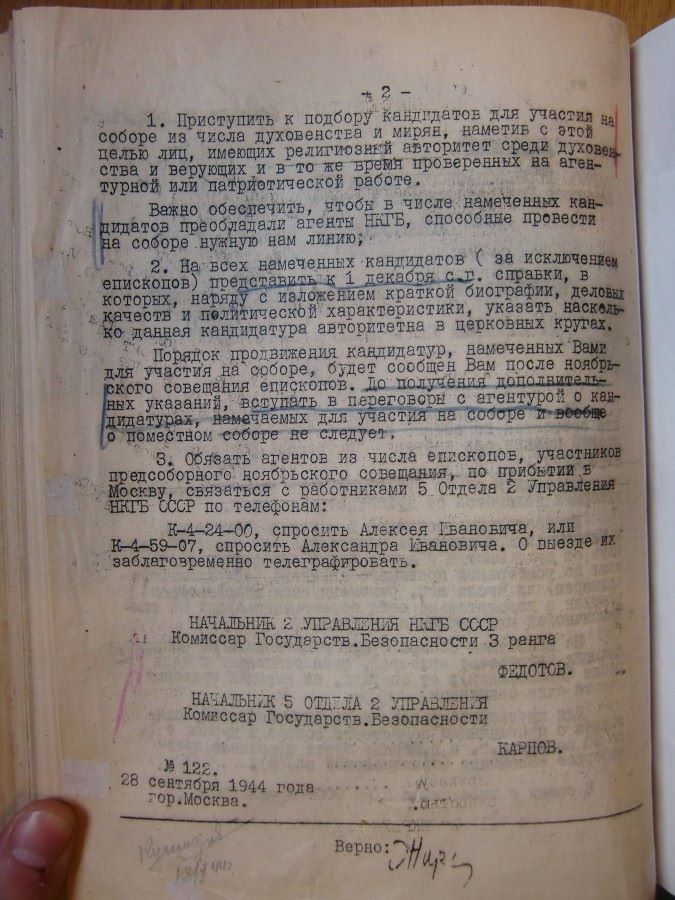 - 2 -
1. Приступить к подбору кандидатов для участия на
соборе из числа духовенства и мирян, наметив с этой
целью лиц, имеющих религиозный авторитет среди духовен-
ства и верующих и в то же время проверенных на аген-
турной или патриотической работе.
Важно обеспечить, чтобы в числе намеченных кан-
дидатов преобладали агенты НКГБ, способные провести
на соборе нужную нам линию;
2. На всех намеченных кандидатов ( за исключением
епископов) представить к 1 декабря с.г. справки, в
которых, наряду с изложением краткой биографии, деловых
качеств и политической характеристики, указать насколь-
ко данная кандидатура авторитетна в церковных кругах.
Порядок продвижения кандидатур, намеченных Вами
для участия на соборе, будет сообщен Вам после ноябрь-
ского совещания епископов. До получения дополнитель-
ных указаний, вступать в переговоры с агентурой о кан-
дидатурах, намечаемых для участия на соборе и вообще
о поместном соборе не следует.
3. Обязать агентов из числа епископов, участников
предсоборного ноябрьского совещания, по прибытии в
Москву, связаться с работниками 5 Отдела 2 Управления
НКГБ СССР по телефонам:
К-4-24-00, спросить Алексея Ивановича, или
К-4-59-07, спросить Александра Ивановича. О выезде их
заблаговременно телеграфировать.
НАЧАЛЬНИК 2 УПРАВЛЕНИЯ НКГБ СССР
Комиссар Государств.Безопасности 3 ранга
ФЕДОТОВ.
НАЧАЛЬНИК 5 ОТДЕЛА 2 УПРАВЛЕНИЯ
Комиссар Государств.Безопасности
КАРПОВ.
№ 122.
28 сентября 1944 года
гор.Москва.
Верно: